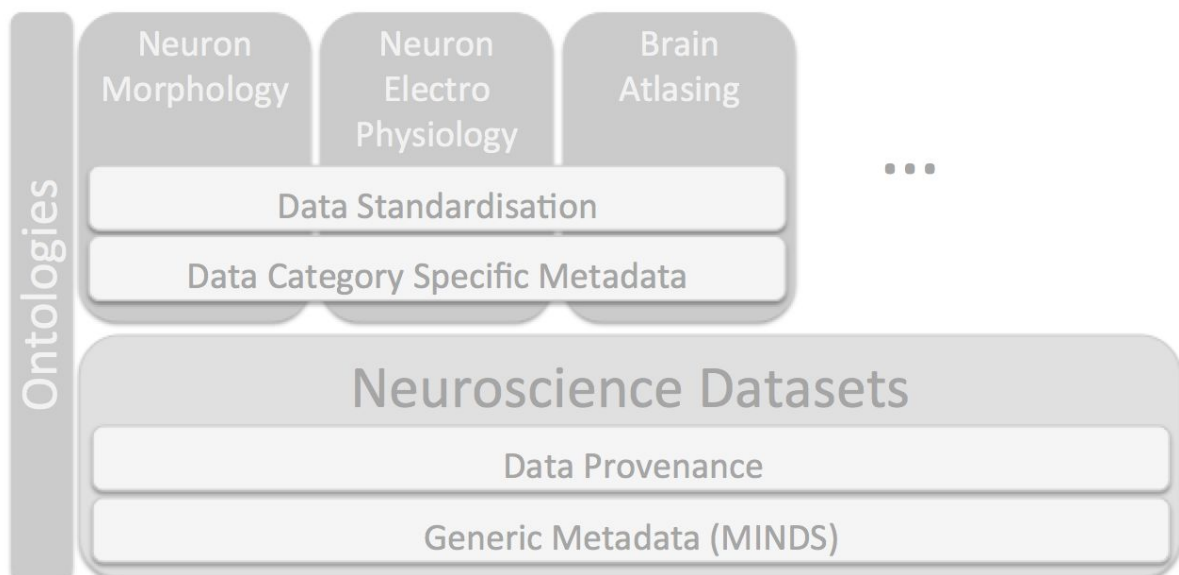 Ontologies
Neuron
Morphology
Neuron
Electro
Physiology
Brain
Atlasing
...
Data Standardisation
Data Category Specific Metadata
Neuroscience Datasets
Data Provenance
Generic Metadata (MINDS)